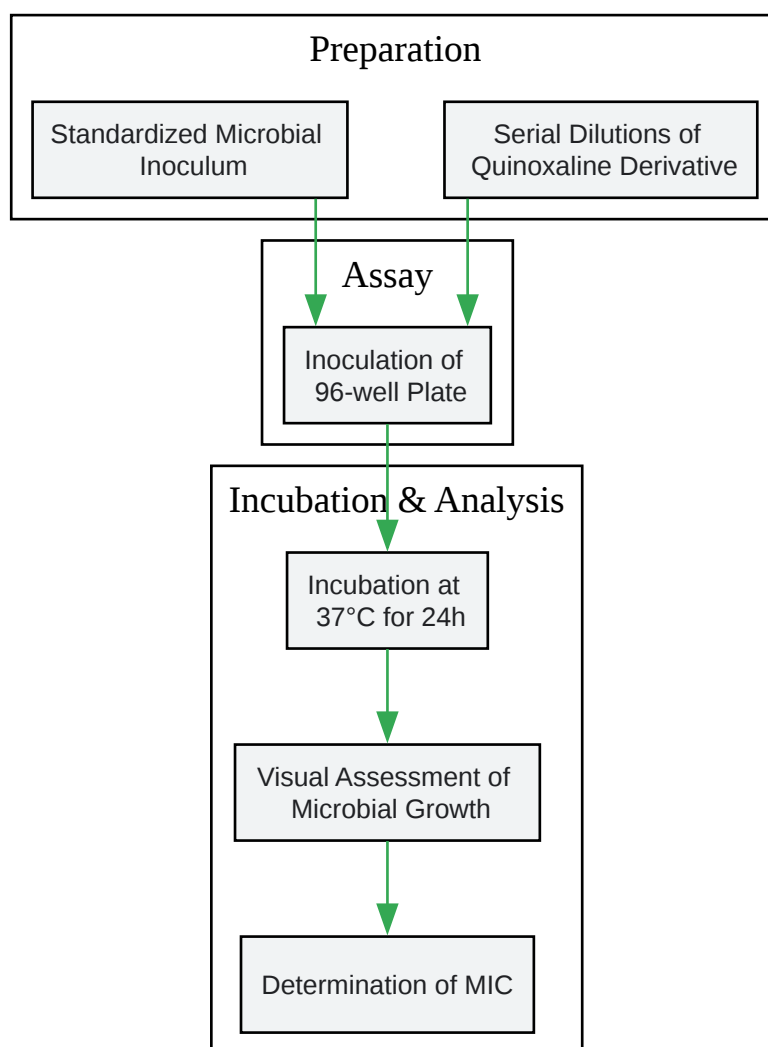 Preparation
Standardized Microbial
Inoculum
Serial Dilutions of
Quinoxaline Derivative
Assay
Inoculation of
96-well Plate
Incubation & Analysis
Incubation at
37°C for 24h
Visual Assessment of
Microbial Growth
Determination of MIC